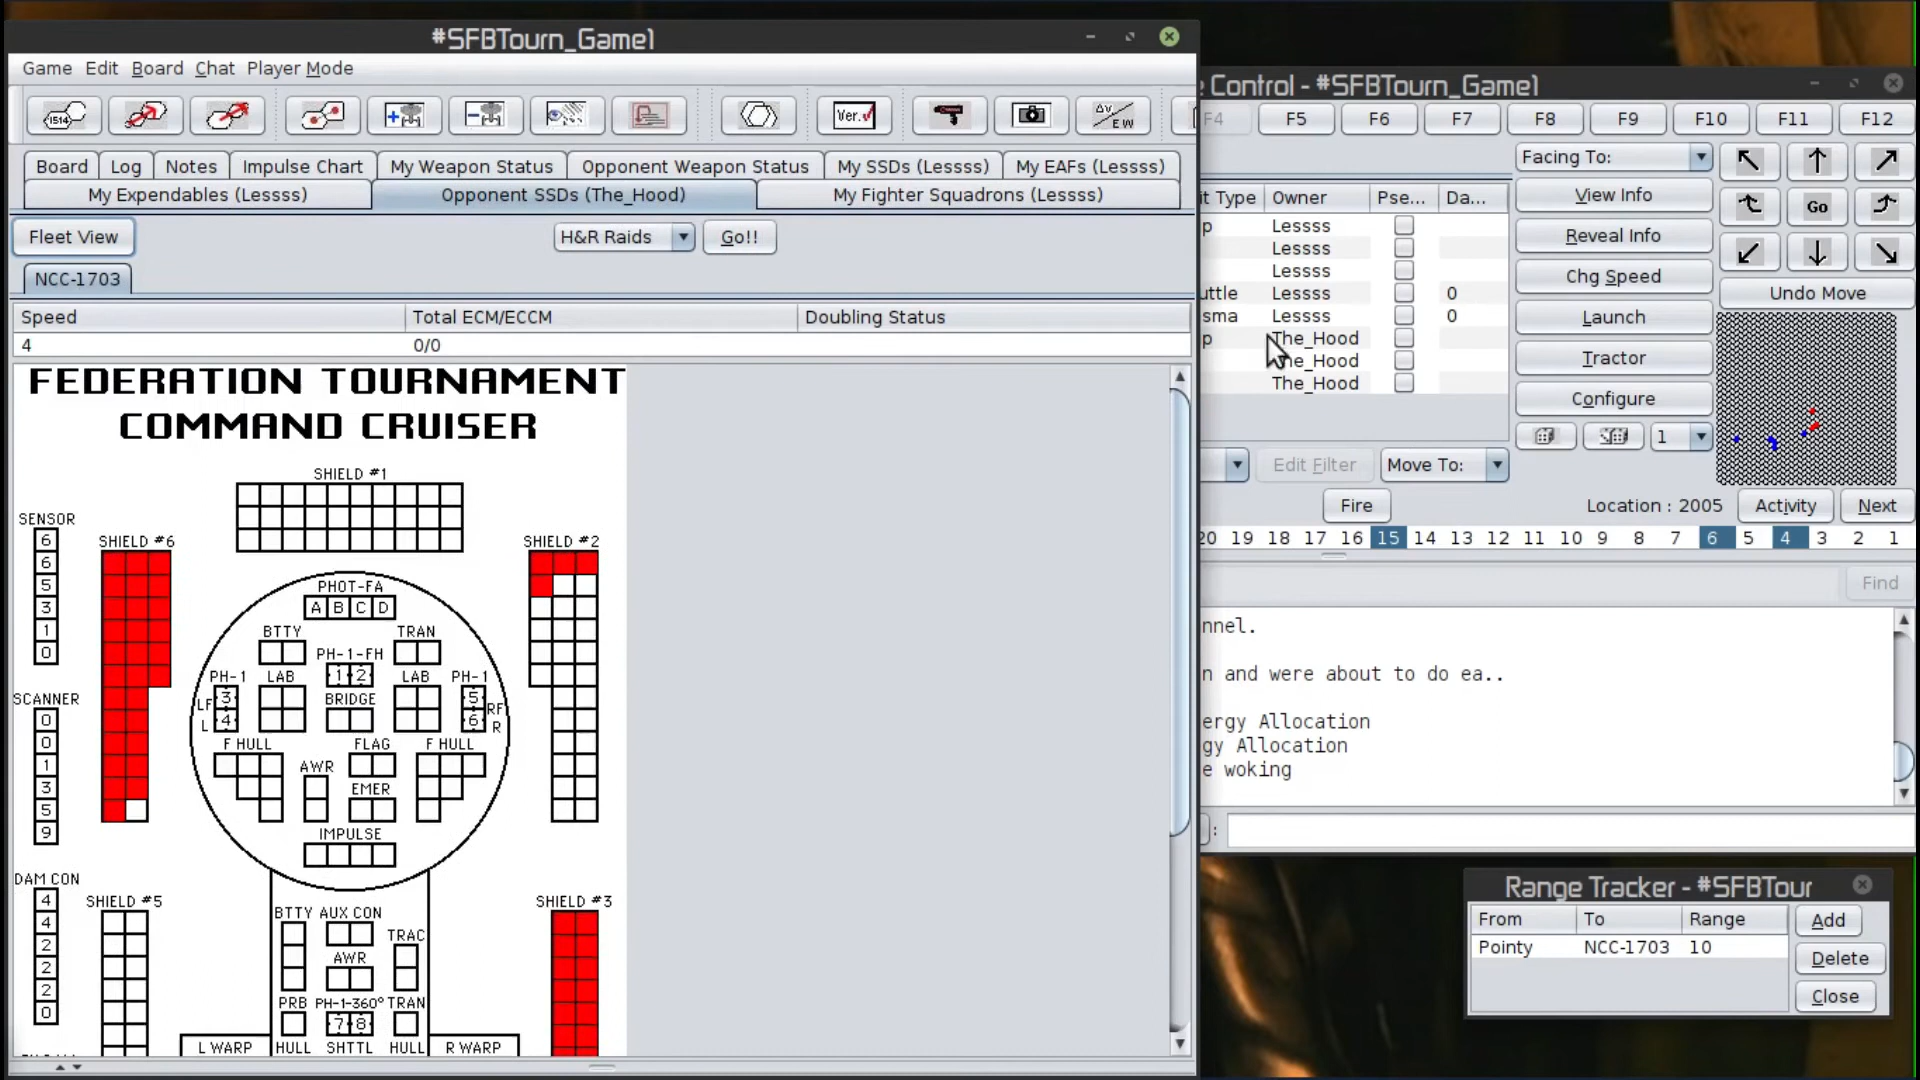 #SFBTourn_Game1
Game Edit Board Chat Player Mode
1514 Ver. ΔV/EW
Board Log Notes Impulse Chart My Weapon Status Opponent Weapon Status My SSDs (Lessss) My EAFs (Lessss)
My Expendables (Lessss) Opponent SSDs (The_Hood) My Fighter Squadrons (Lessss)
Fleet View H&R Raids Go!!
NCC-1703
Speed Total ECM/ECCM Doubling Status
4 0/0
FEDERATION TOURNAMENT
COMMAND CRUISER
SHIELD #1
SENSOR
6
6
5
3
1
0
SHIELD #6
SHIELD #2
PHOT-FA
A B C D
BTTY TRAN
PH-1-FH
1 2
PH-1 LAB LAB PH-1
3 BRIDGE 5
LF RF
4 6
L R
SCANNER
0
0
1
3
5
9
F HULL FLAG F HULL
AWR
EMER
IMPULSE
DAM CON
4
4
2
2
2
0
SHIELD #5
SHIELD #3
BTTY AUX CON
TRAC
AWR
PRB PH-1-360° TRAN
7 8
L WARP HULL SHTTL HULL R WARP
e Control - #SFBTourn_Game1
F4 F5 F6 F7 F8 F9 F10 F11 F12
Facing To:
it Type Owner Pse... Da...
p Lessss
Lessss
Lessss
uttle Lessss 0
sma Lessss 0
p The_Hood
The_Hood
The_Hood
View Info
Reveal Info
Chg Speed
Launch
Tractor
Configure
1
Go
Undo Move
Edit Filter Move To:
Fire Location : 2005 Activity Next
20 19 18 17 16 15 14 13 12 11 10 9 8 7 6 5 4 3 2 1
Find
nnel.
n and were about to do ea..
ergy Allocation
gy Allocation
e woking
:
Range Tracker - #SFBTour
From To Range
Pointy NCC-1703 10
Add
Delete
Close